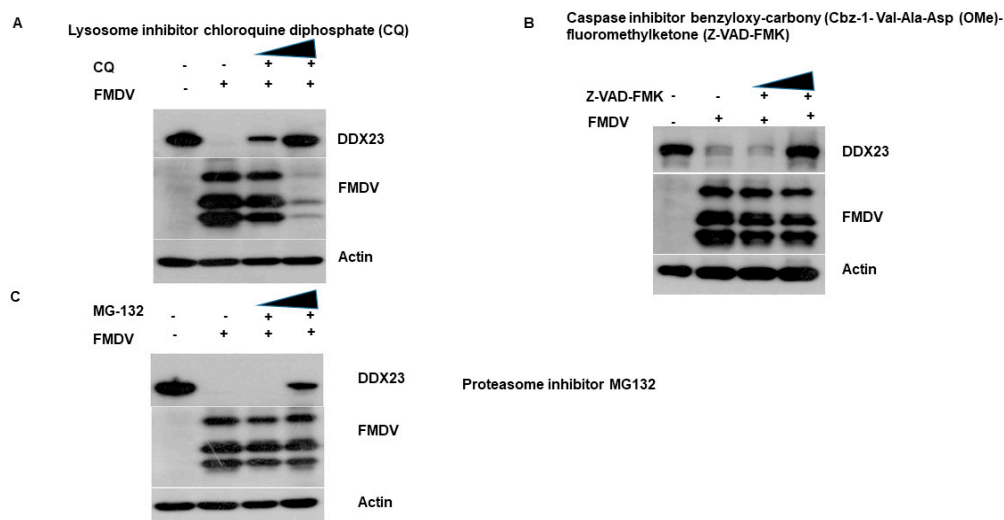 A
Lysosome inhibitor chloroquine diphosphate (CQ)
CQ - - + +
FMDV - + + +
DDX23
FMDV
Actin
B
Caspase inhibitor benzyloxy-carbony (Cbz-1- Val-Ala-Asp (OMe)-
fluoromethylketone (Z-VAD-FMK)
Z-VAD-FMK - - + +
FMDV - + + +
DDX23
FMDV
Actin
C
MG-132 - - + +
FMDV - + + +
DDX23
FMDV
Actin
Proteasome inhibitor MG132